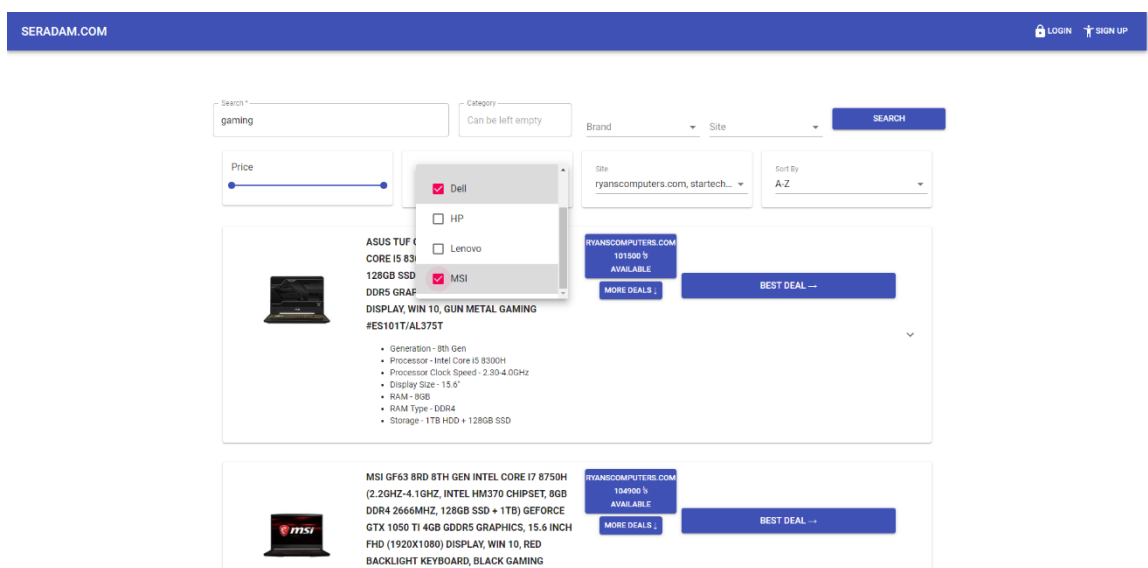 SERADAM.COM
LOGIN
SIGN UP
Search *
gaming
Category
Can be left empty
Brand
Site
SEARCH
Price
Dell
HP
Lenovo
MSI
Site
ryanscomputers.com, startech...
Sort By
A-Z
ASUS TUF
CORE I5
128GB SSD
DDR5
DISPLAY, WIN 10, GUN METAL GAMING
#ES101T/AL375T
Generation - 8th Gen
Processor - Intel Core i5 8300H
Processor Clock Speed - 2.30-4.0GHz
Display Size - 15.6"
RAM - 8GB
RAM Type - DDR4
Storage - 1TB HDD + 128GB SSD
RYANSCOMPUTERS.COM
101500 ৳
AVAILABLE
MORE DEALS ↓
BEST DEAL →
msi
MSI GF63 8RD 8TH GEN INTEL CORE I7 8750H
(2.2GHZ-4.1GHZ, INTEL HM370 CHIPSET, 8GB
DDR4 2666MHZ, 128GB SSD + 1TB) GEFORCE
GTX 1050 TI 4GB GDDR5 GRAPHICS, 15.6 INCH
FHD (1920X1080) DISPLAY, WIN 10, RED
BACKLIGHT KEYBOARD, BLACK GAMING
RYANSCOMPUTERS.COM
104900 ৳
AVAILABLE
MORE DEALS ↓
BEST DEAL →